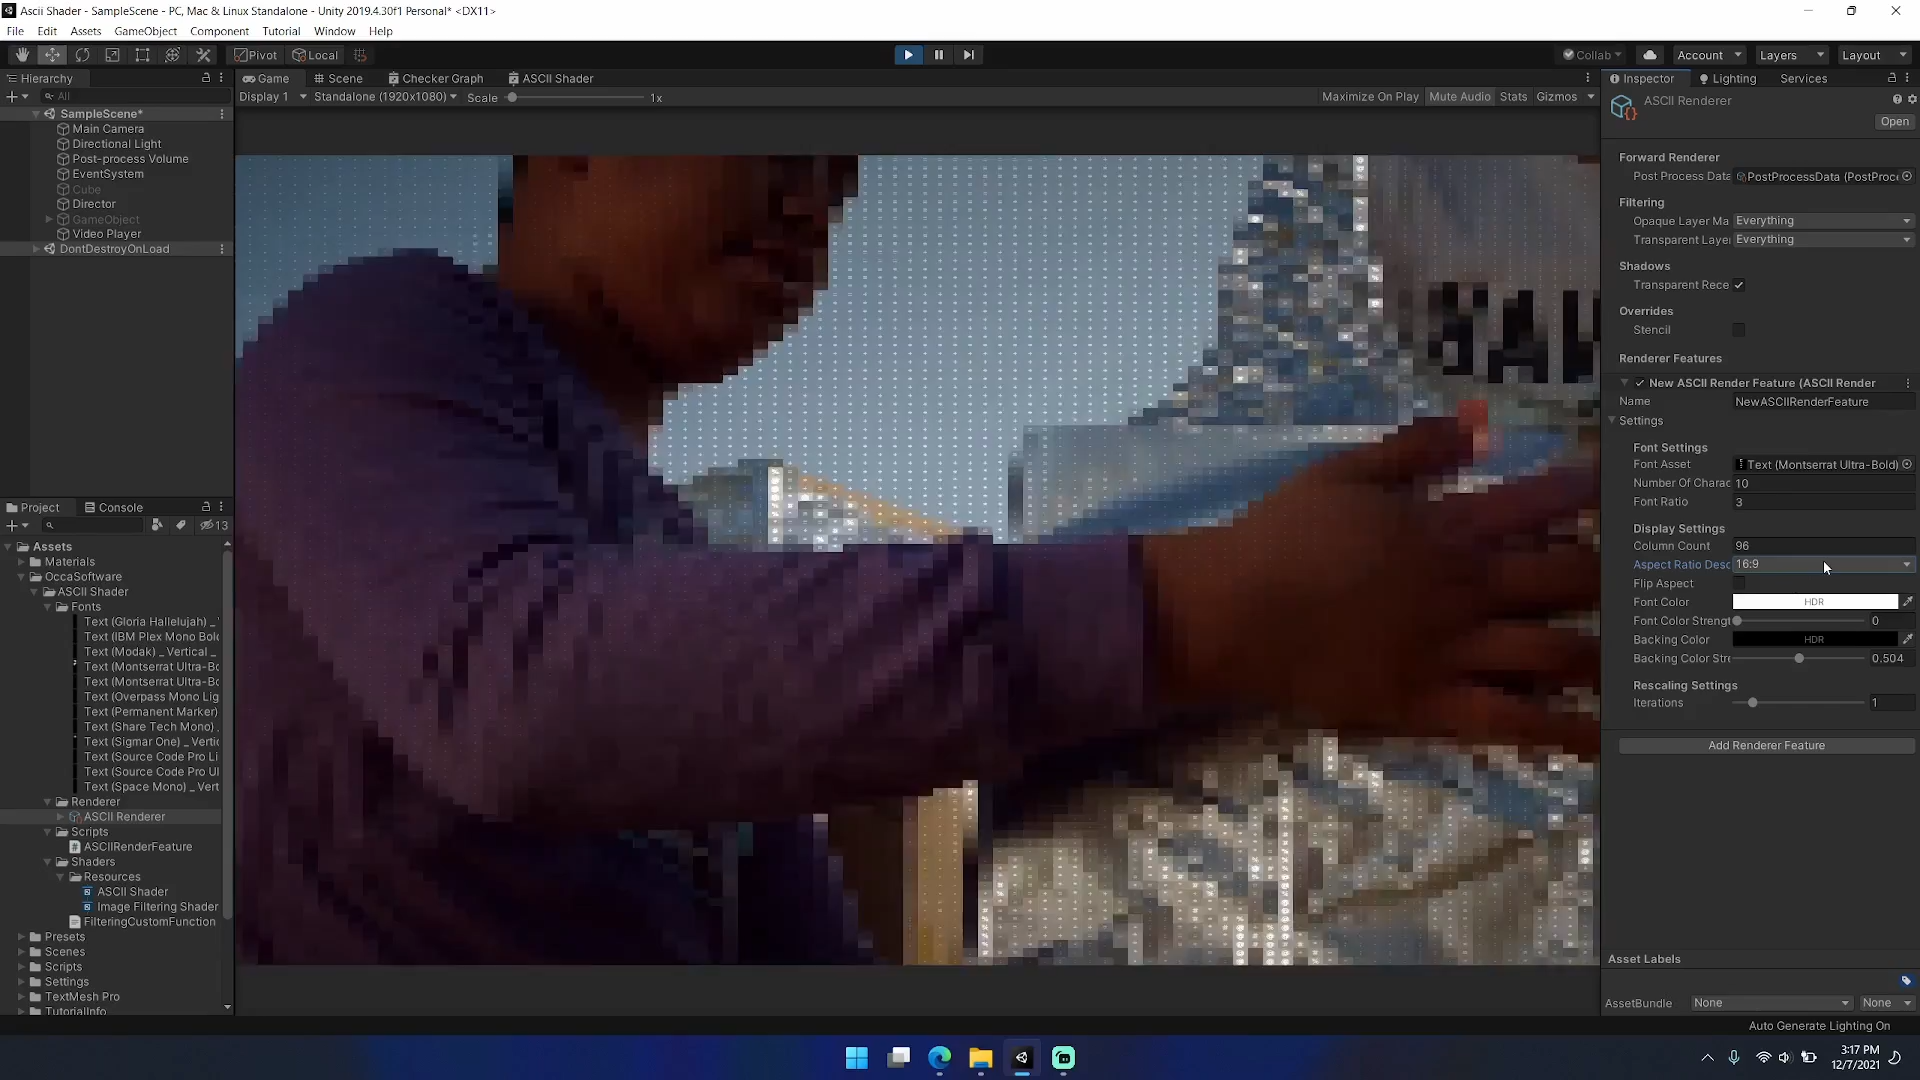 Ascii Shader - SampleScene - PC, Mac & Linux Standalone - Unity 2019.4.30f1 Personal* <DX11>
File Edit Assets GameObject Component Tutorial Window Help
Pivot Local Collab Account Layers Layout
Hierarchy
All
SampleScene*
Main Camera
Directional Light
Post-process Volume
EventSystem
Cube
Director
GameObject
Video Player
DontDestroyOnLoad
Game Scene Checker Graph ASCII Shader
Display 1 Standalone (1920x1080) Scale 1x Maximize On Play Mute Audio Stats Gizmos
Project Console
13
Assets
Materials
OccaSoftware
ASCII Shader
Fonts
Text (Gloria Hallelujah) _
Text (IBM Plex Mono Bold
Text (Modak) _ Vertical _
Text (Montserrat Ultra-Bo
Text (Montserrat Ultra-Bo
Text (Overpass Mono Lig
Text (Permanent Marker)
Text (Share Tech Mono)
Text (Sigmar One) _ Vertic
Text (Source Code Pro Li
Text (Source Code Pro Ul
Text (Space Mono) _ Vert
Renderer
ASCII Renderer
Scripts
ASCIIRenderFeature
Shaders
Resources
ASCII Shader
Image Filtering Shader
FilteringCustomFunction
Presets
Scenes
Scripts
Settings
TextMesh Pro
TutorialInfo
Inspector Lighting Services
ASCII Renderer
Open
Forward Renderer
Post Process Data PostProcessData (PostProce
Filtering
Opaque Layer Ma Everything
Transparent Layer Everything
Shadows
Transparent Rece
Overrides
Stencil
Renderer Features
New ASCII Render Feature (ASCII Render
Name NewASCIIRenderFeature
Settings
Font Settings
Font Asset Text (Montserrat Ultra-Bold)
Number Of Charac 10
Font Ratio 3
Display Settings
Column Count 96
Aspect Ratio Desc 16:9
Flip Aspect
Font Color HDR
Font Color Strengt 0
Backing Color HDR
Backing Color Stre 0.504
Rescaling Settings
Iterations 1
Add Renderer Feature
Asset Labels
AssetBundle None None
Auto Generate Lighting On
3:17 PM
12/7/2021